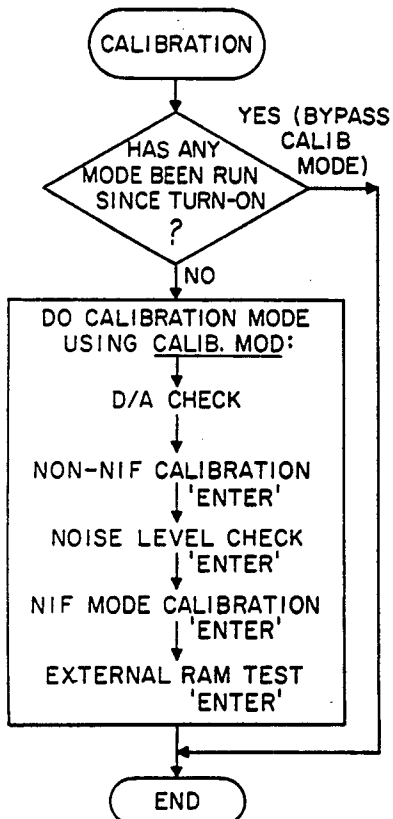 CALIBRATION
YES (BYPASS
CALIB
MODE)
HAS ANY
MODE BEEN RUN
SINCE TURN-ON
?
NO
DO CALIBRATION MODE
USING CALIB. MOD:
D/A CHECK
NON-NIF CALIBRATION
'ENTER'
NOISE LEVEL CHECK
'ENTER'
NIF MODE CALIBRATION
'ENTER'
EXTERNAL RAM TEST
'ENTER'
END